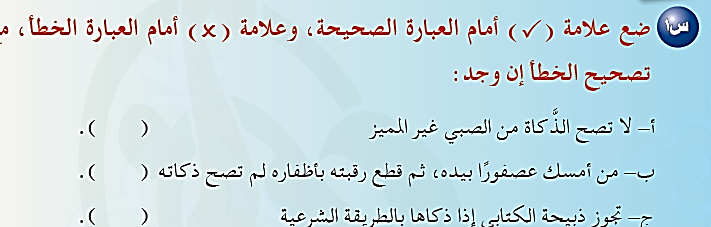 س١ ضع علامة (✓) أمام العبارة الصحيحة، وعلامة (x) أمام العبارة الخطأ،
تصحيح الخطأ إن وجد:
أ– لا تصح الذَّكاة من الصبي غير المميز ( ).
ب– من أمسك عصفورًا بيده، ثم قطع رقبته بأظفاره لم تصح ذكاته ( ).
ج– تجوز ذبيحة الكتابي إذا ذكاها بالطريقة الشرعية ( ).